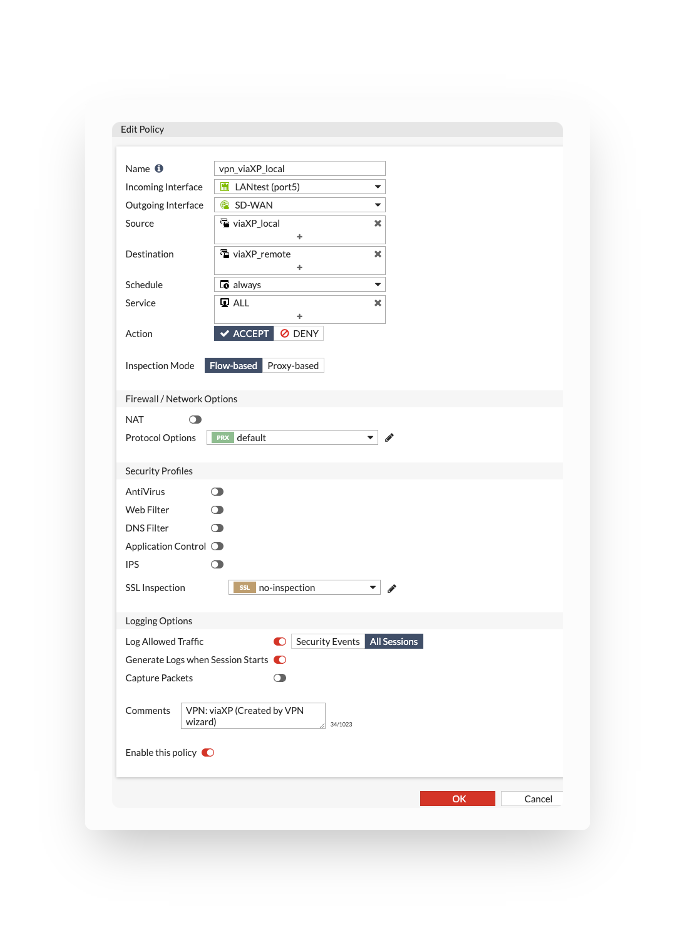 Edit Policy
Name
vpn_viaXP_local
Incoming Interface
LANtest (port5)
Outgoing Interface
SD-WAN
Source
viaXP_local
+
Destination
viaXP_remote
+
Schedule
always
Service
ALL
+
Action
ACCEPT
DENY
Inspection Mode
Flow-based
Proxy-based
Firewall / Network Options
NAT
Protocol Options
PRX
default
Security Profiles
AntiVirus
Web Filter
DNS Filter
Application Control
IPS
SSL Inspection
SSL
no-inspection
Logging Options
Log Allowed Traffic
Security Events
All Sessions
Generate Logs when Session Starts
Capture Packets
Comments
VPN: viaXP (Created by VPN
wizard)
34/1023
Enable this policy
OK
Cancel